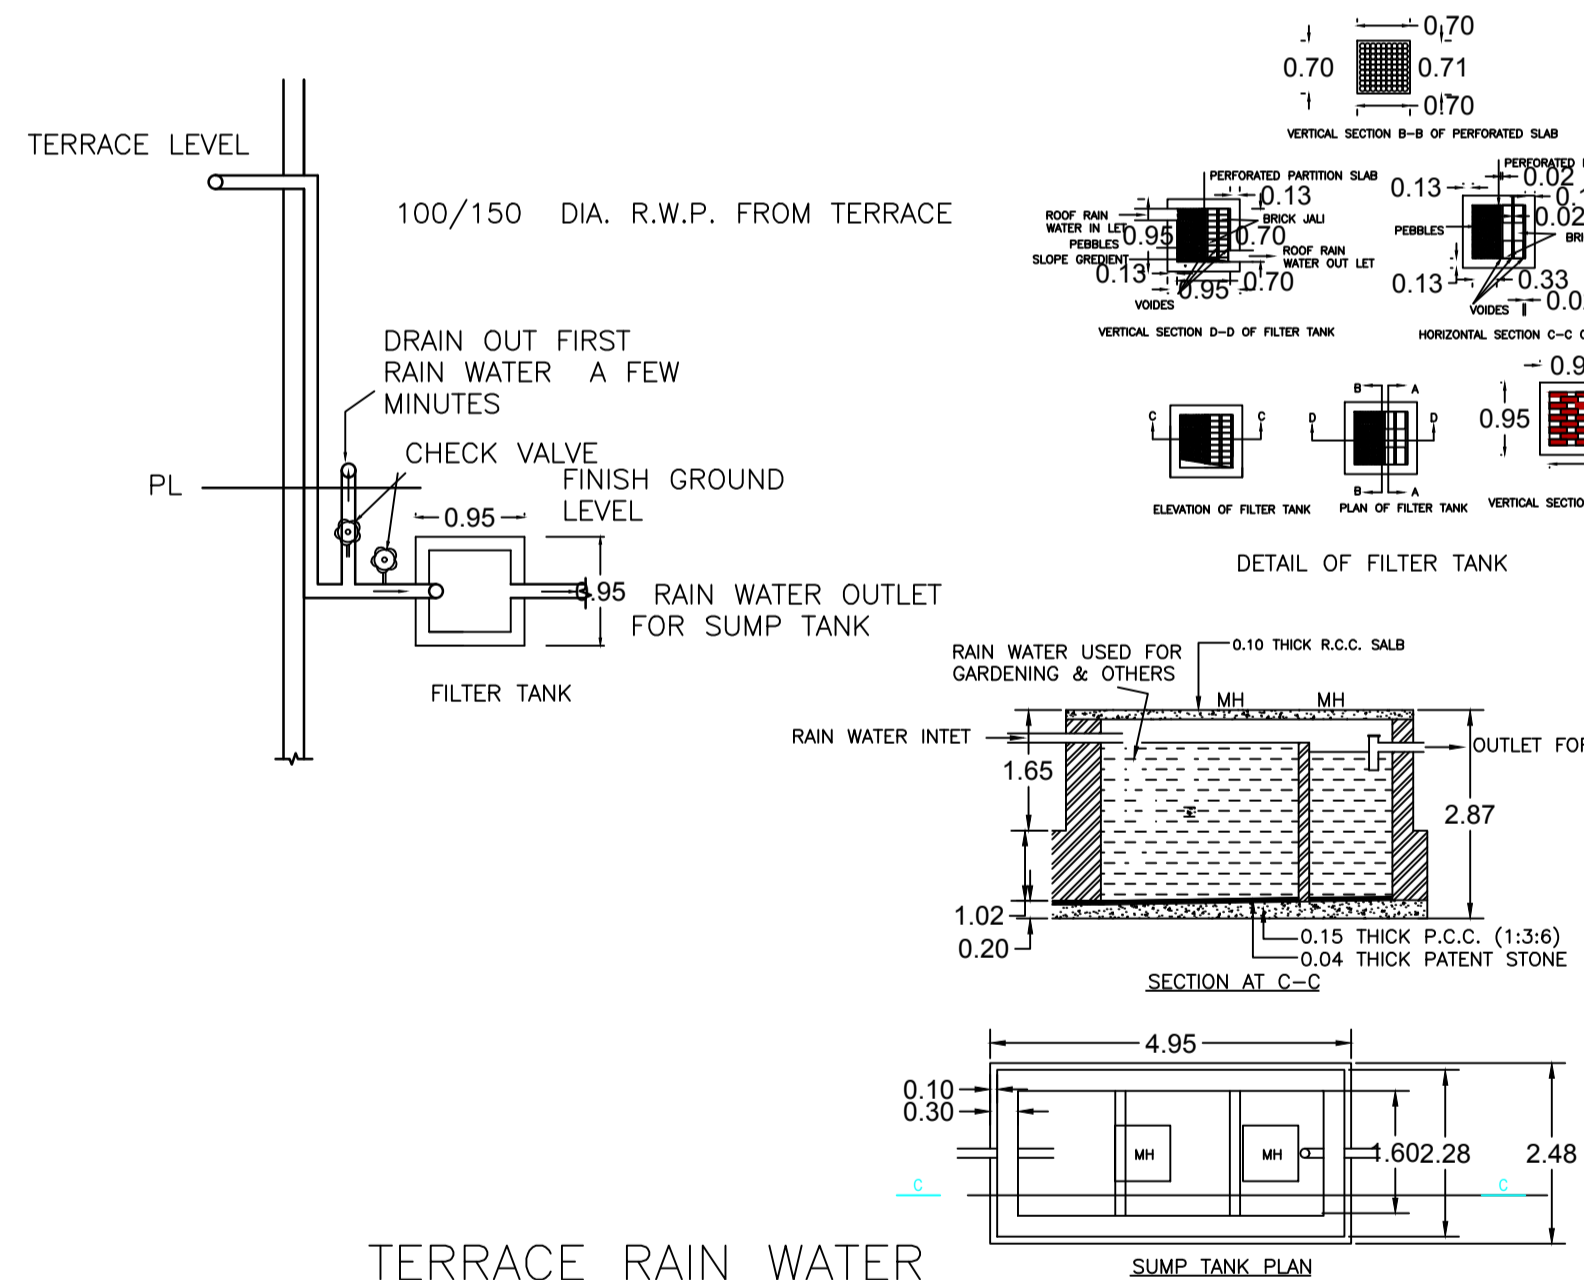 TERRACE LEVEL
100/150 DIA. R.W.P. FROM TERRACE
DRAIN OUT FIRST
RAIN WATER A FEW
MINUTES
CHECK VALVE
PL
FINISH GROUND
LEVEL
0.95
.95
RAIN WATER OUTLET
FOR SUMP TANK
FILTER TANK
0.70
0.70
0.71
0.70
VERTICAL SECTION B-B OF PERFORATED SLAB
PERFORATED PARTITION SLAB
0.13
ROOF RAIN
WATER IN LET
BRICK JALI
PEBBLES
0.95
0.70
SLOPE GREDIENT
ROOF RAIN
WATER OUT LET
0.13
0.95
0.70
VOIDES
VERTICAL SECTION D-D OF FILTER TANK
PERFORATED
0.13
0.02
0.02
PEBBLES
0.13
0.33
VOIDES
HORIZONTAL SECTION C-C
C
C
ELEVATION OF FILTER TANK
B
A
D
D
B
A
PLAN OF FILTER TANK
0.95
VERTICAL
DETAIL OF FILTER TANK
RAIN WATER USED FOR
GARDENING & OTHERS
0.10 THICK R.C.C. SALB
MH
MH
RAIN WATER INTET
OUTLET FOR
1.65
2.87
1.02
0.20
0.15 THICK P.C.C. (1:3:6)
0.04 THICK PATENT STONE
SECTION AT C-C
4.95
0.10
0.30
MH
MH
1.60
2.28
2.48
C
C
SUMP TANK PLAN
TERRACE RAIN WATER